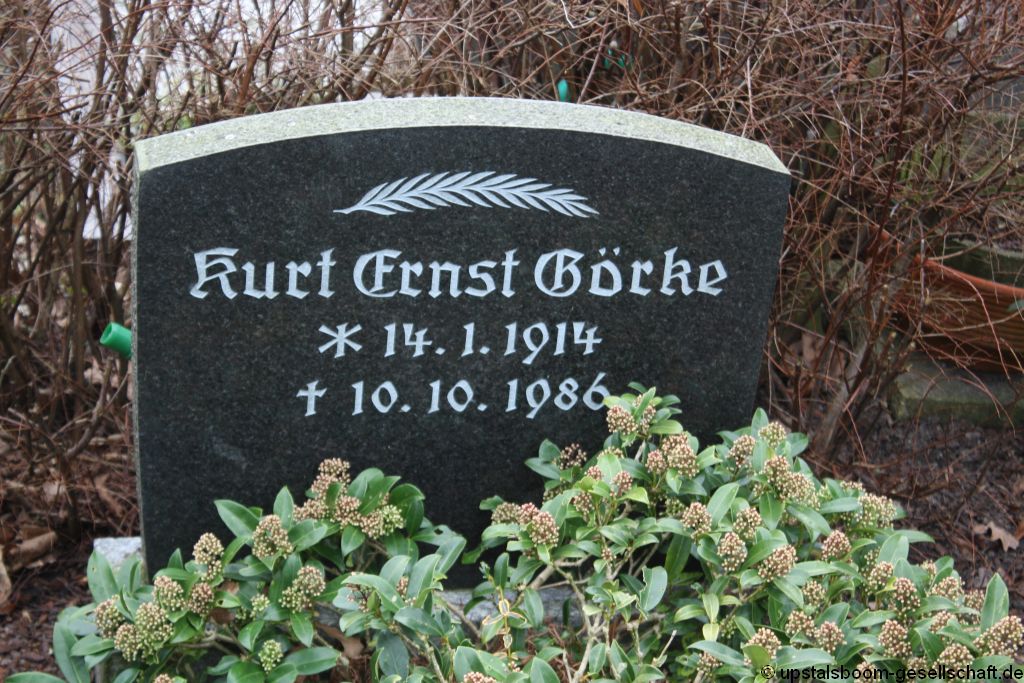 Kurt Ernst Görke
* 14. 1. 1914
† 10. 10. 1986
© upstalsboom-gesellschaft.de